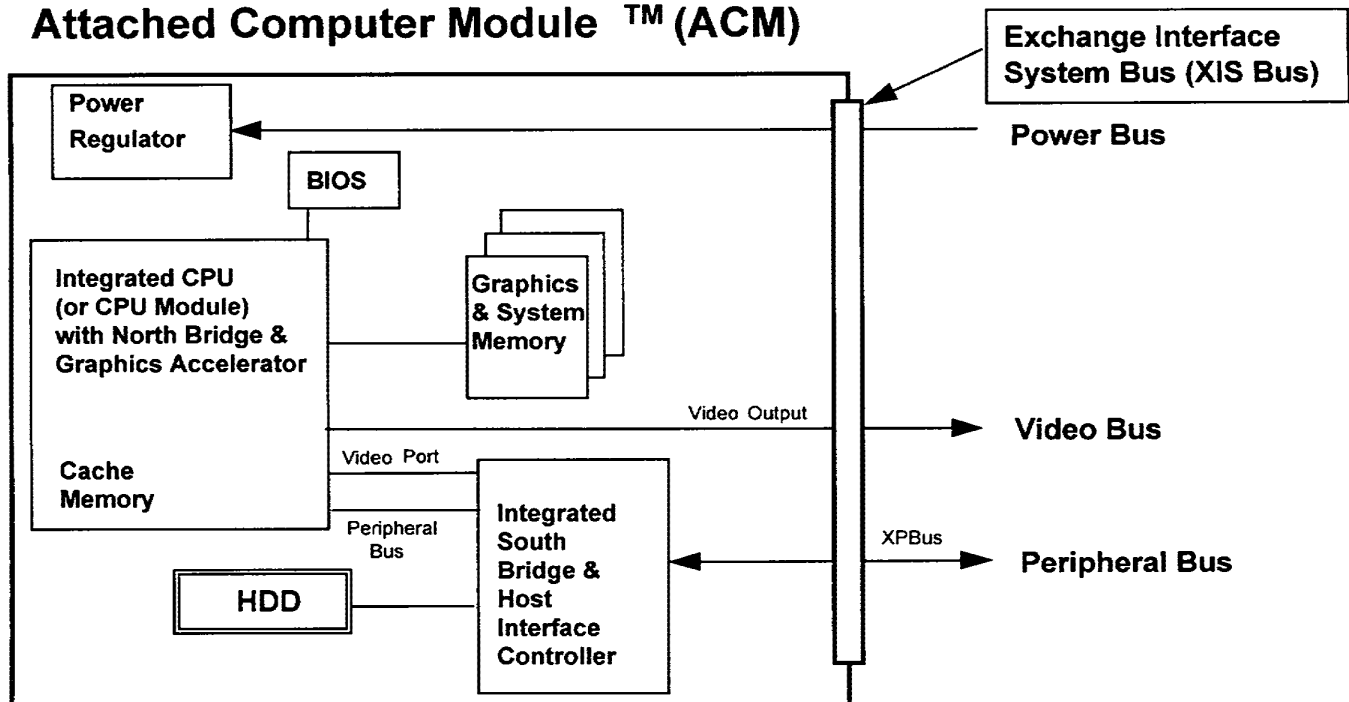 Attached Computer Module ™ (ACM)
Exchange Interface
System Bus (XIS Bus)
Power
Regulator
Power Bus
BIOS
Integrated CPU
(or CPU Module)
with North Bridge &
Graphics Accelerator
Graphics
& System
Memory
Video Output
Video Bus
Video Port
Cache
Memory
Peripheral
Bus
Integrated
South
Bridge &
Host
Interface
Controller
XPBus
Peripheral Bus
HDD